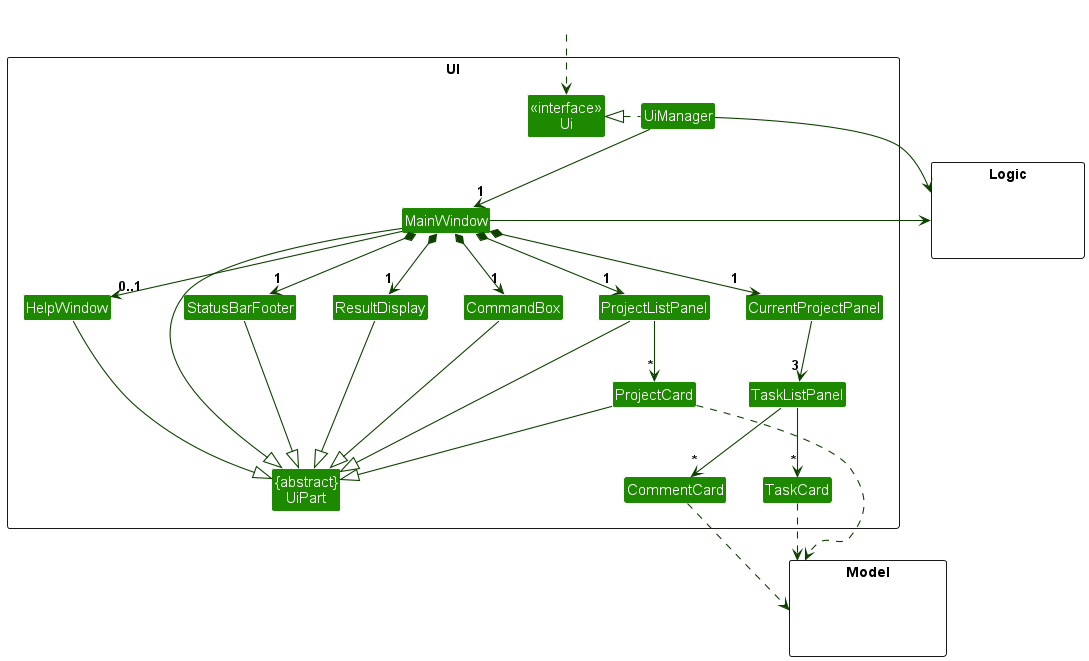 UI
«interface»
Ui
UiManager
Logic
1
MainWindow
0..1
1
1
1
1
1
HelpWindow
StatusBarFooter
ResultDisplay
CommandBox
ProjectListPanel
CurrentProjectPanel
*
3
ProjectCard
TaskListPanel
*
*
{abstract}
UiPart
CommentCard
TaskCard
Model